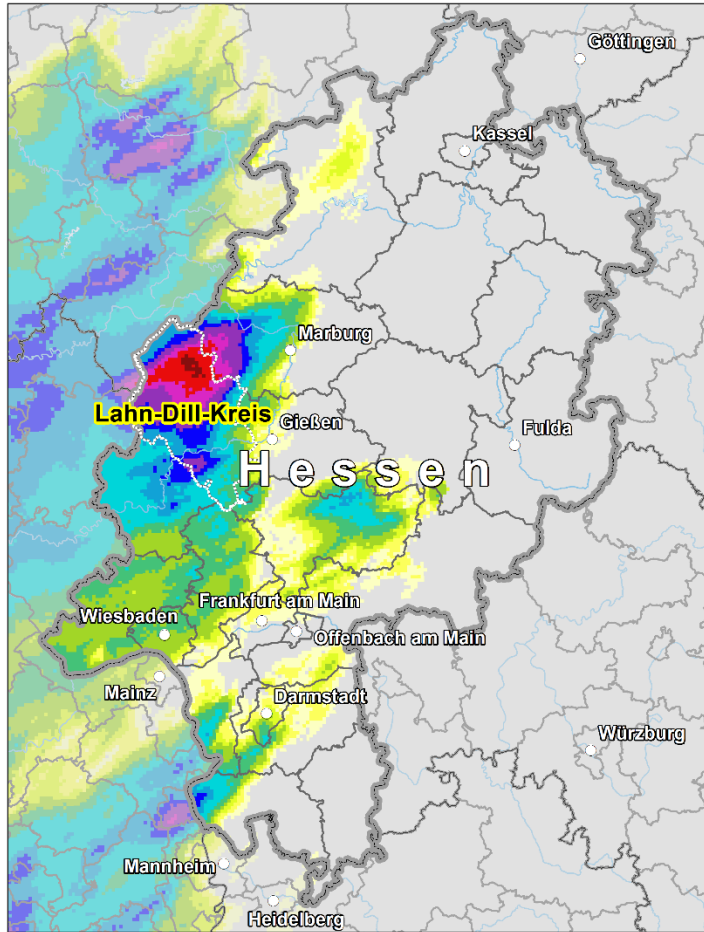 Göttingen
Kassel
Marburg
Lahn-Dill-Kreis
Gießen
Fulda
Hessen
Frankfurt am Main
Wiesbaden
Offenbach am Main
Mainz
Darmstadt
Würzburg
Mannheim
Heidelberg